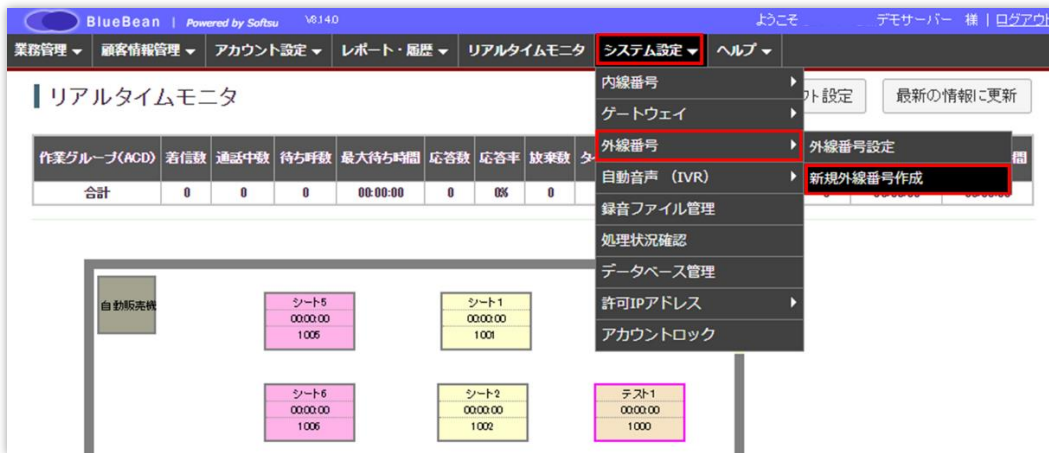 BlueBean | Powered by Softsu V8.14.0 ようこそ デモサーバー 様 | ログアウト
業務管理 ▼ 顧客情報管理 ▼ アカウント設定 ▼ レポート・履歴 ▼ リアルタイムモニタ システム設定 ▼ ヘルプ ▼
リアルタイムモニタ
ト設定 最新の情報に更新
作業グループ(ACD) 着信数 通話中数 待ち呼数 最大待ち時間 応答数 応答率 放棄数 間
合計 0 0 0 00:00:00 0 0%  0
内線番号
ゲートウェイ
外線番号
自動音声 (IVR)
録音ファイル管理
処理状況確認
データベース管理
許可IPアドレス
アカウントロック
外線番号設定
新規外線番号作成
自動販売機
シート5
00:00:00
1005
シート1
00:00:00
1001
シート6
00:00:00
1006
シート2
00:00:00
1002
テスト1
00:00:00
1000